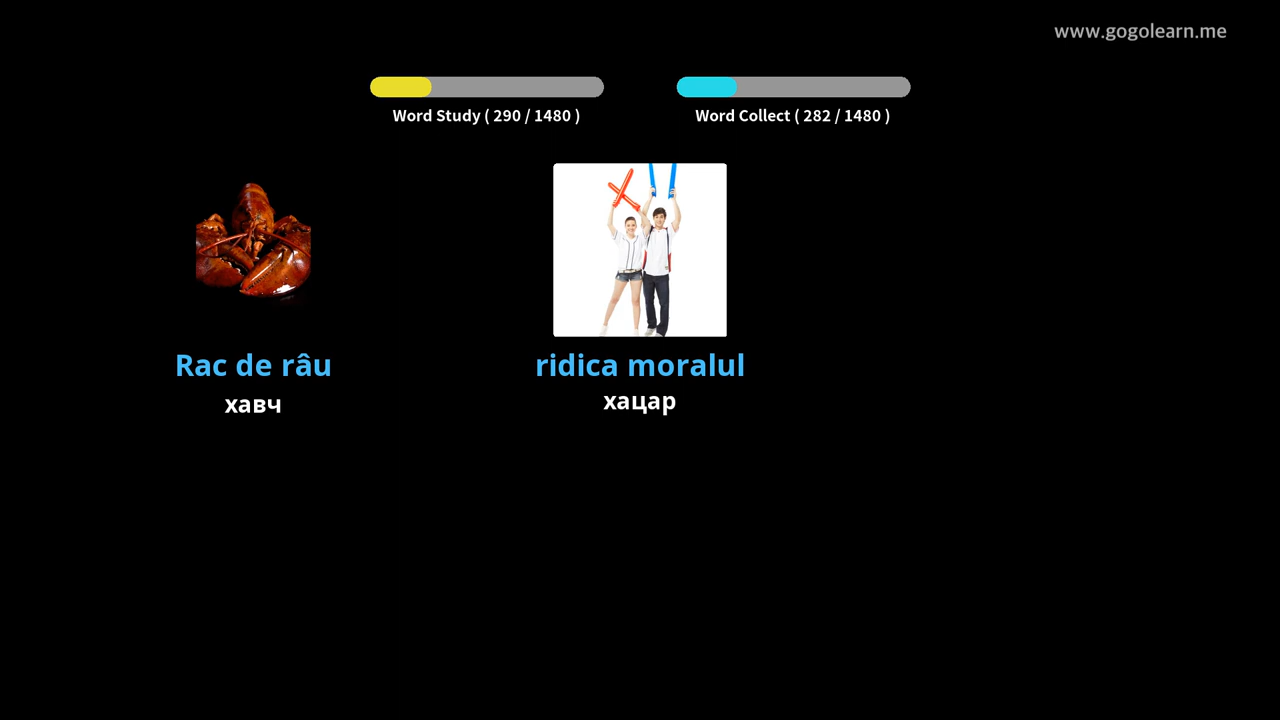 www.gogolearn.me
Word Study ( 290 / 1480 )
Word Collect ( 282 / 1480 )
Rac de râu
хавч
ridica moralul
хацар